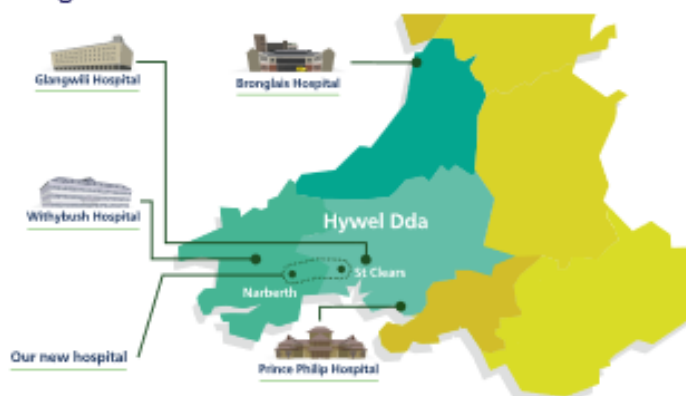 Glangwili Hospital
Bronglais Hospital
Withybush Hospital
Hywel Dda
St Clears
Narberth
Our new hospital
Prince Philip Hospital